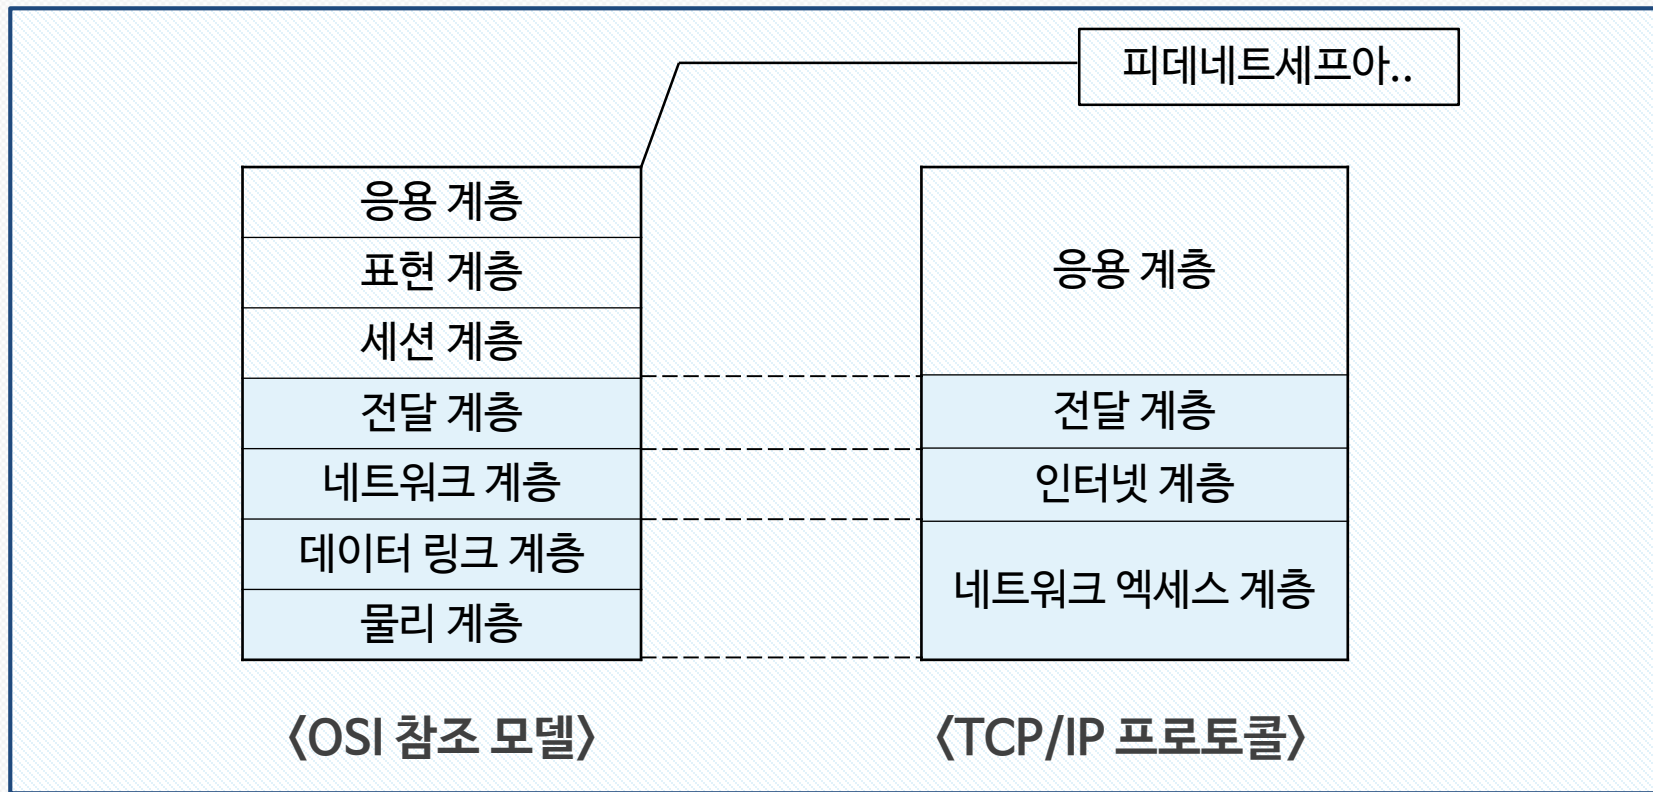 피데네트세프아..
응용 계층
표현 계층
세션 계층
전달 계층
네트워크 계층
데이터 링크 계층
물리 계층
응용 계층
전달 계층
인터넷 계층
네트워크 엑세스 계층
〈OSI 참조 모델〉
〈TCP/IP 프로토콜〉